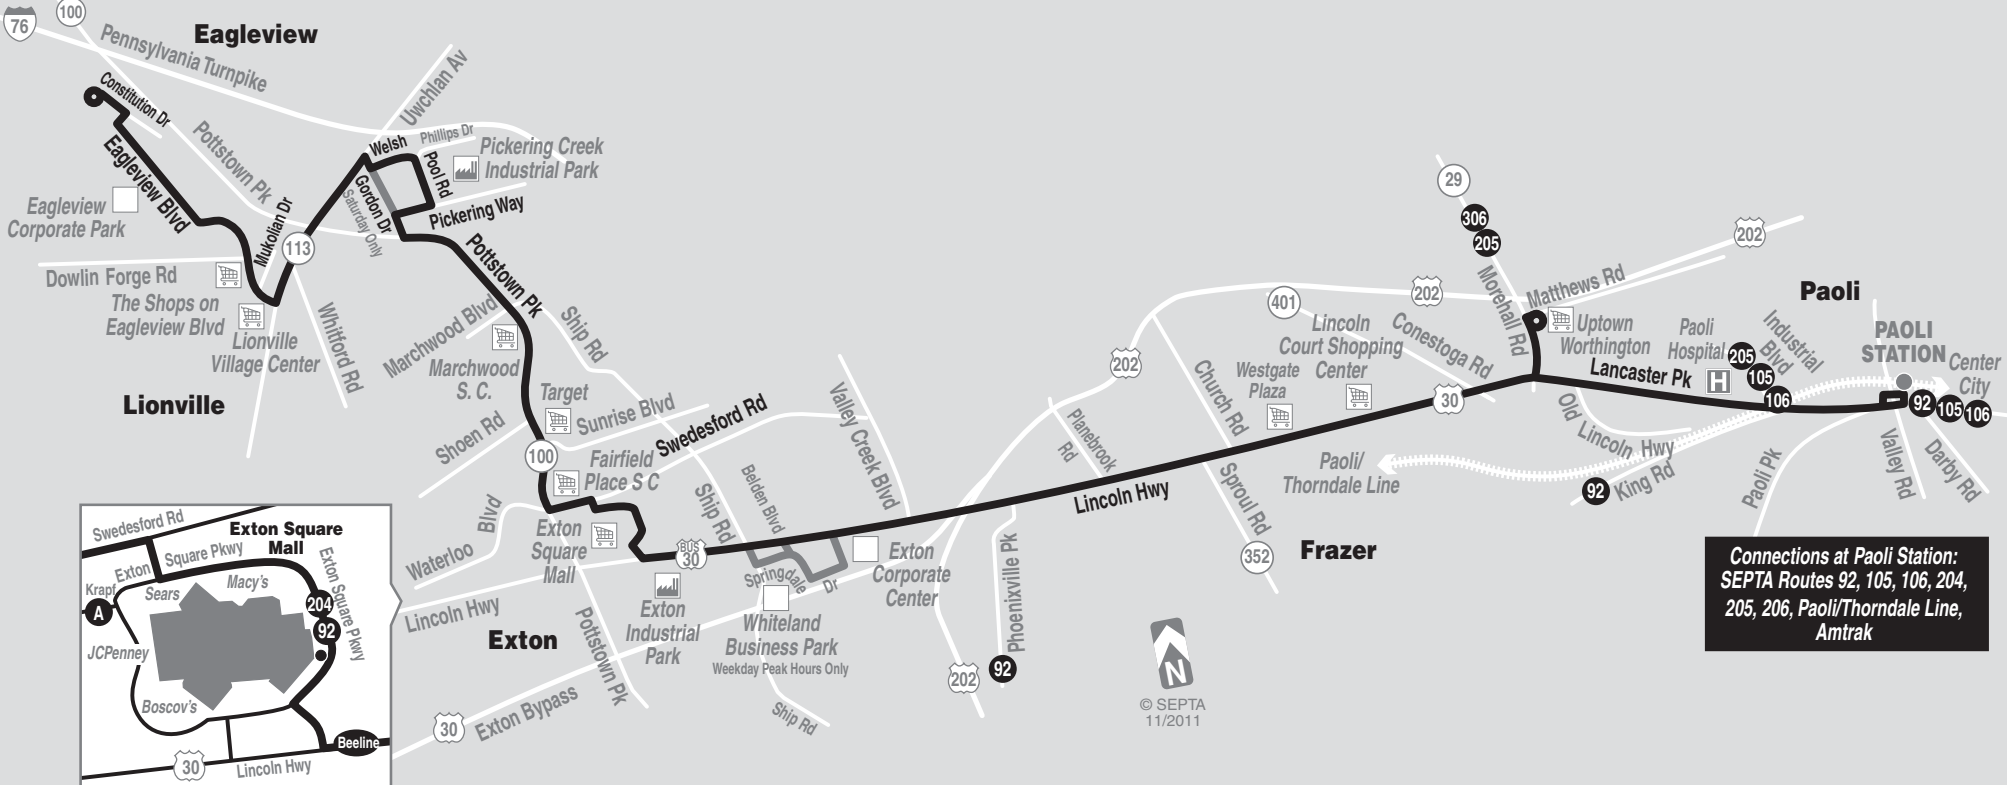 76
100
Eagleview
Pennsylvania Turnpike
Constitution Dr
Uwchlan Av
Pottstown Pk
Welsh
Phillips Dr
Pickering Creek
Industrial Park
Pool Rd
Gordon Dr
Saturday Only
Pickering Way
Eagleview Blvd
Eagleview
Corporate Park
Mukolian Dr
113
Dowlin Forge Rd
The Shops on
Eagleview Blvd
Lionville
Village Center
Whitford Rd
Lionville
Pottstown Pk
Marchwood Blvd
Marchwood
S. C.
Ship Rd
Target
Sunrise Blvd
Shoen Rd
100
Swedesford Rd
Fairfield
Place S C
Valley Creek Blvd
Waterloo
Blvd
Exton
Square
Mall
Ship Rd
Belden Blvd
BUS
30
Springdale
Dr
Exton
Corporate
Center
Lincoln Hwy
Exton
Exton
Industrial
Park
Whiteland
Business Park
Weekday Peak Hours Only
Pottstown Pk
Ship Rd
30
Exton Bypass
202
92
Phoenixville Pk
202
Planebrook
Rd
Lincoln Hwy
Church Rd
Sproul Rd
352
Frazer
Paoli/
Thorndale Line
Westgate
Plaza
Lincoln
Court Shopping
Center
401
202
Conestoga Rd
30
29
306
205
Morehall Rd
Matthews Rd
202
Uptown
Worthington
Lancaster Pk
Paoli
Hospital
H
205
105
106
Industrial
Blvd
Paoli
PAOLI
STATION
Center
City
92
105
106
Old
Lincoln Hwy
92
King Rd
Paoli Pk
Valley Rd
Darby Rd
Connections at Paoli Station:
SEPTA Routes 92, 105, 106, 204,
205, 206, Paoli/Thorndale Line,
Amtrak
N
© SEPTA
11/2011
Swedesford Rd
Exton Square
Mall
Exton
Square Pkwy
Exton Square Pkwy
Krapf
A
Sears
Macy's
204
92
JCPenney
Boscov's
Beeline
30
Lincoln Hwy